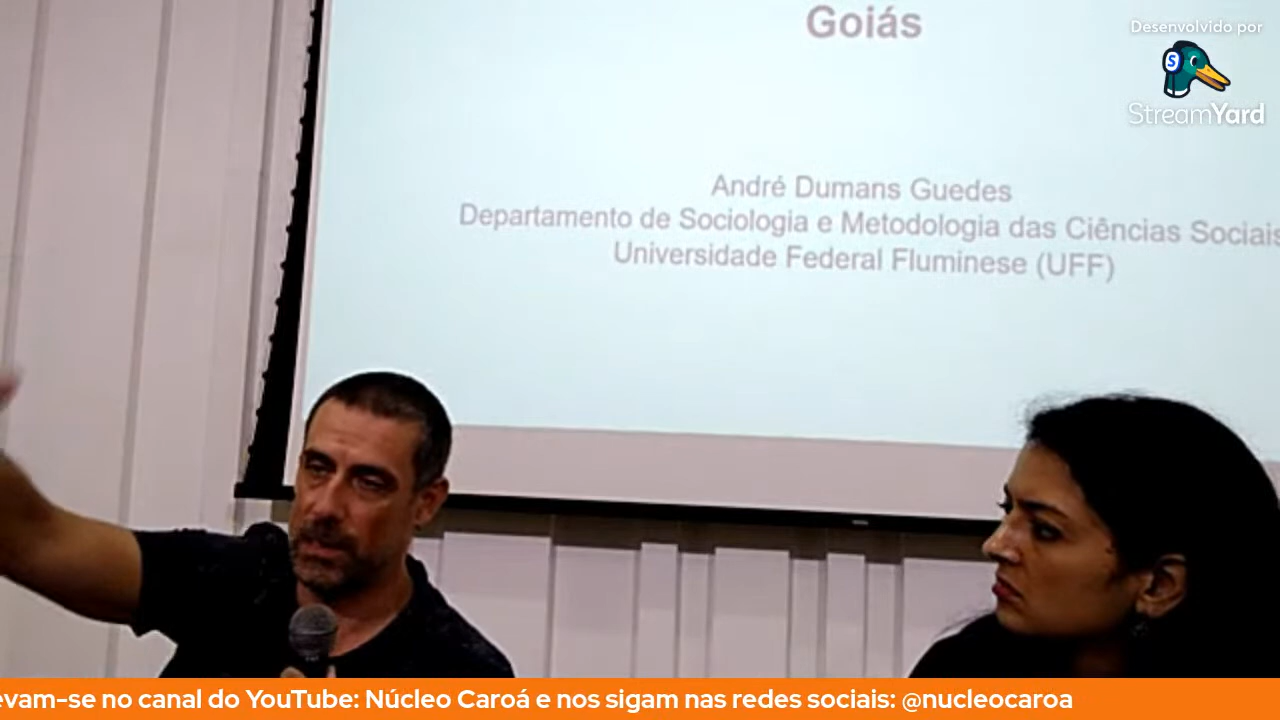 Goiás
Desenvolvido por
S
StreamYard
André Dumans Guedes
Departamento de Sociologia e Metodologia das Ciências Sociais
Universidade Federal Fluminese (UFF)
evam-se no canal do YouTube: Núcleo Caroá e nos sigam nas redes sociais: @nucleocaroa